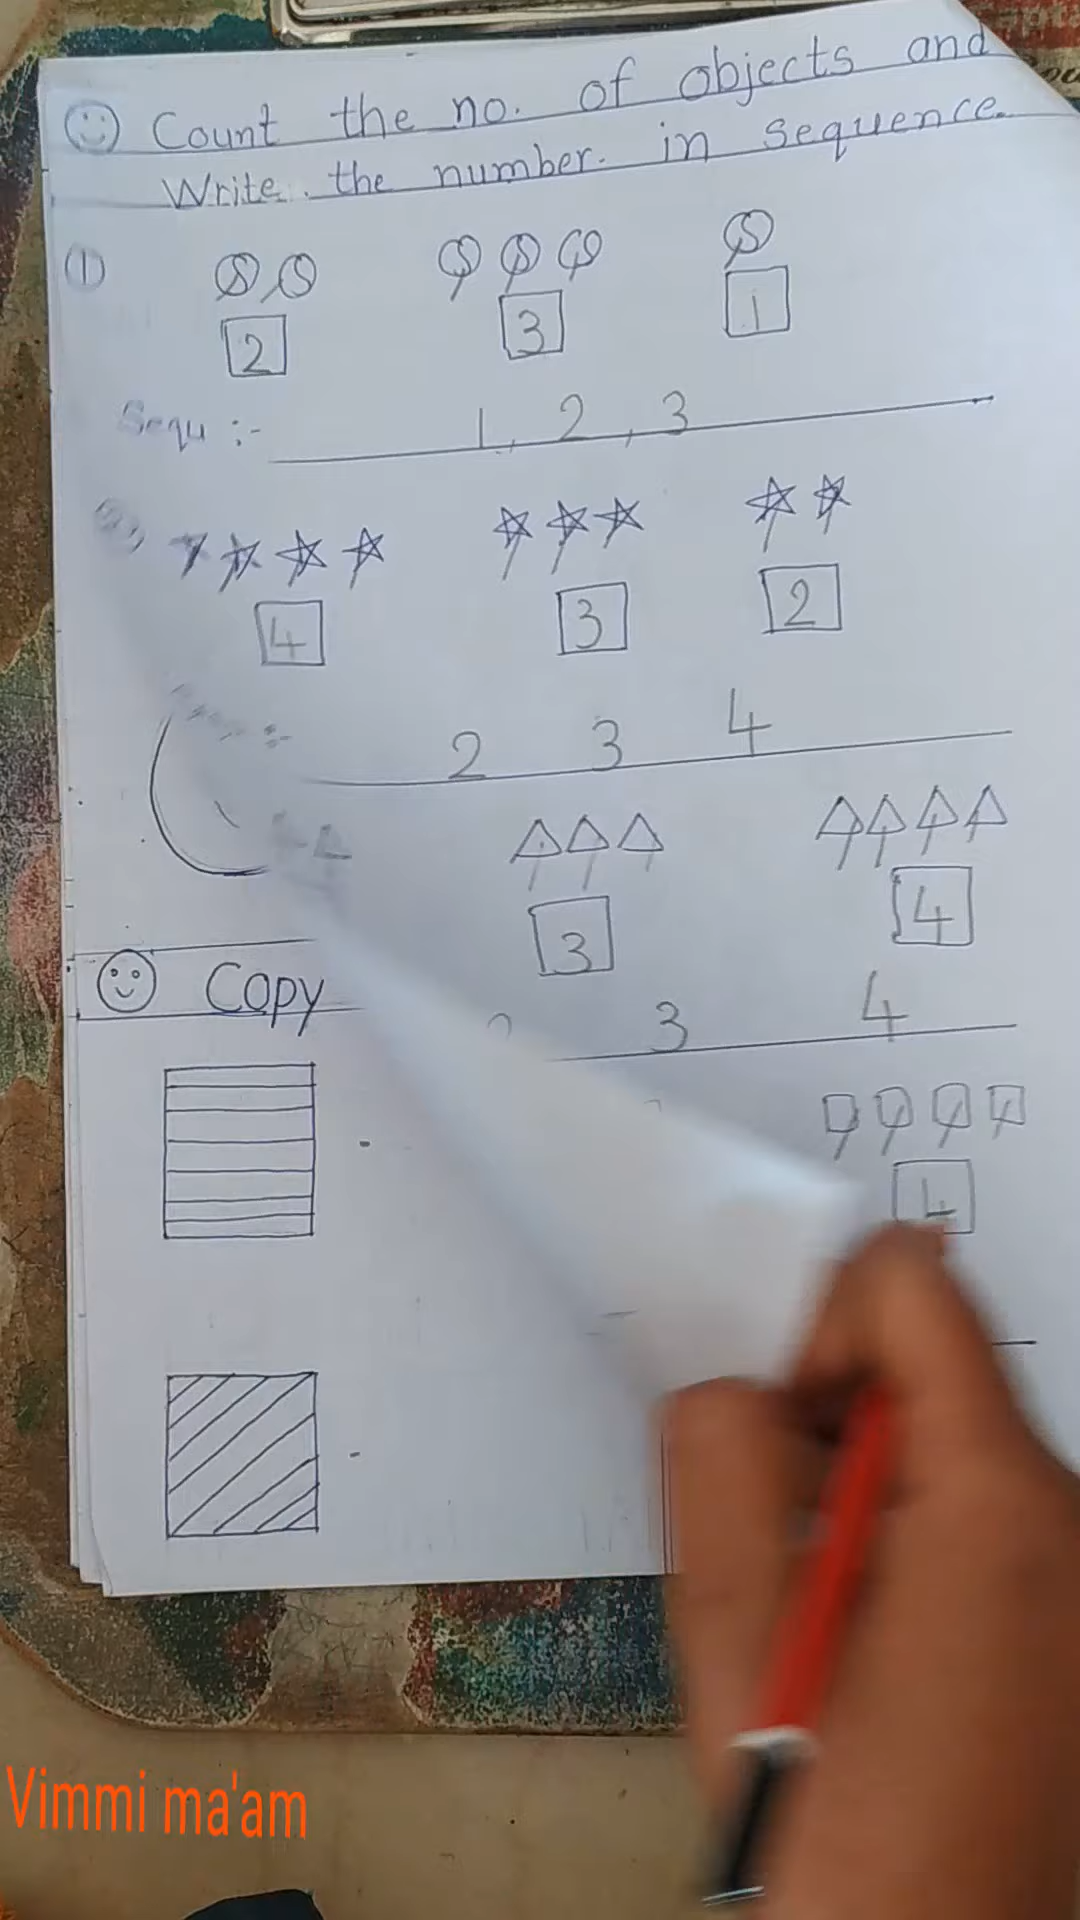 Count the no. of objects and
Write. the number. in sequence.
①
2 3 1
Sequ :- 1, 2, 3
4 3 2
2 3 4
3 4
3 4
Copy
4
Vimmi ma'am